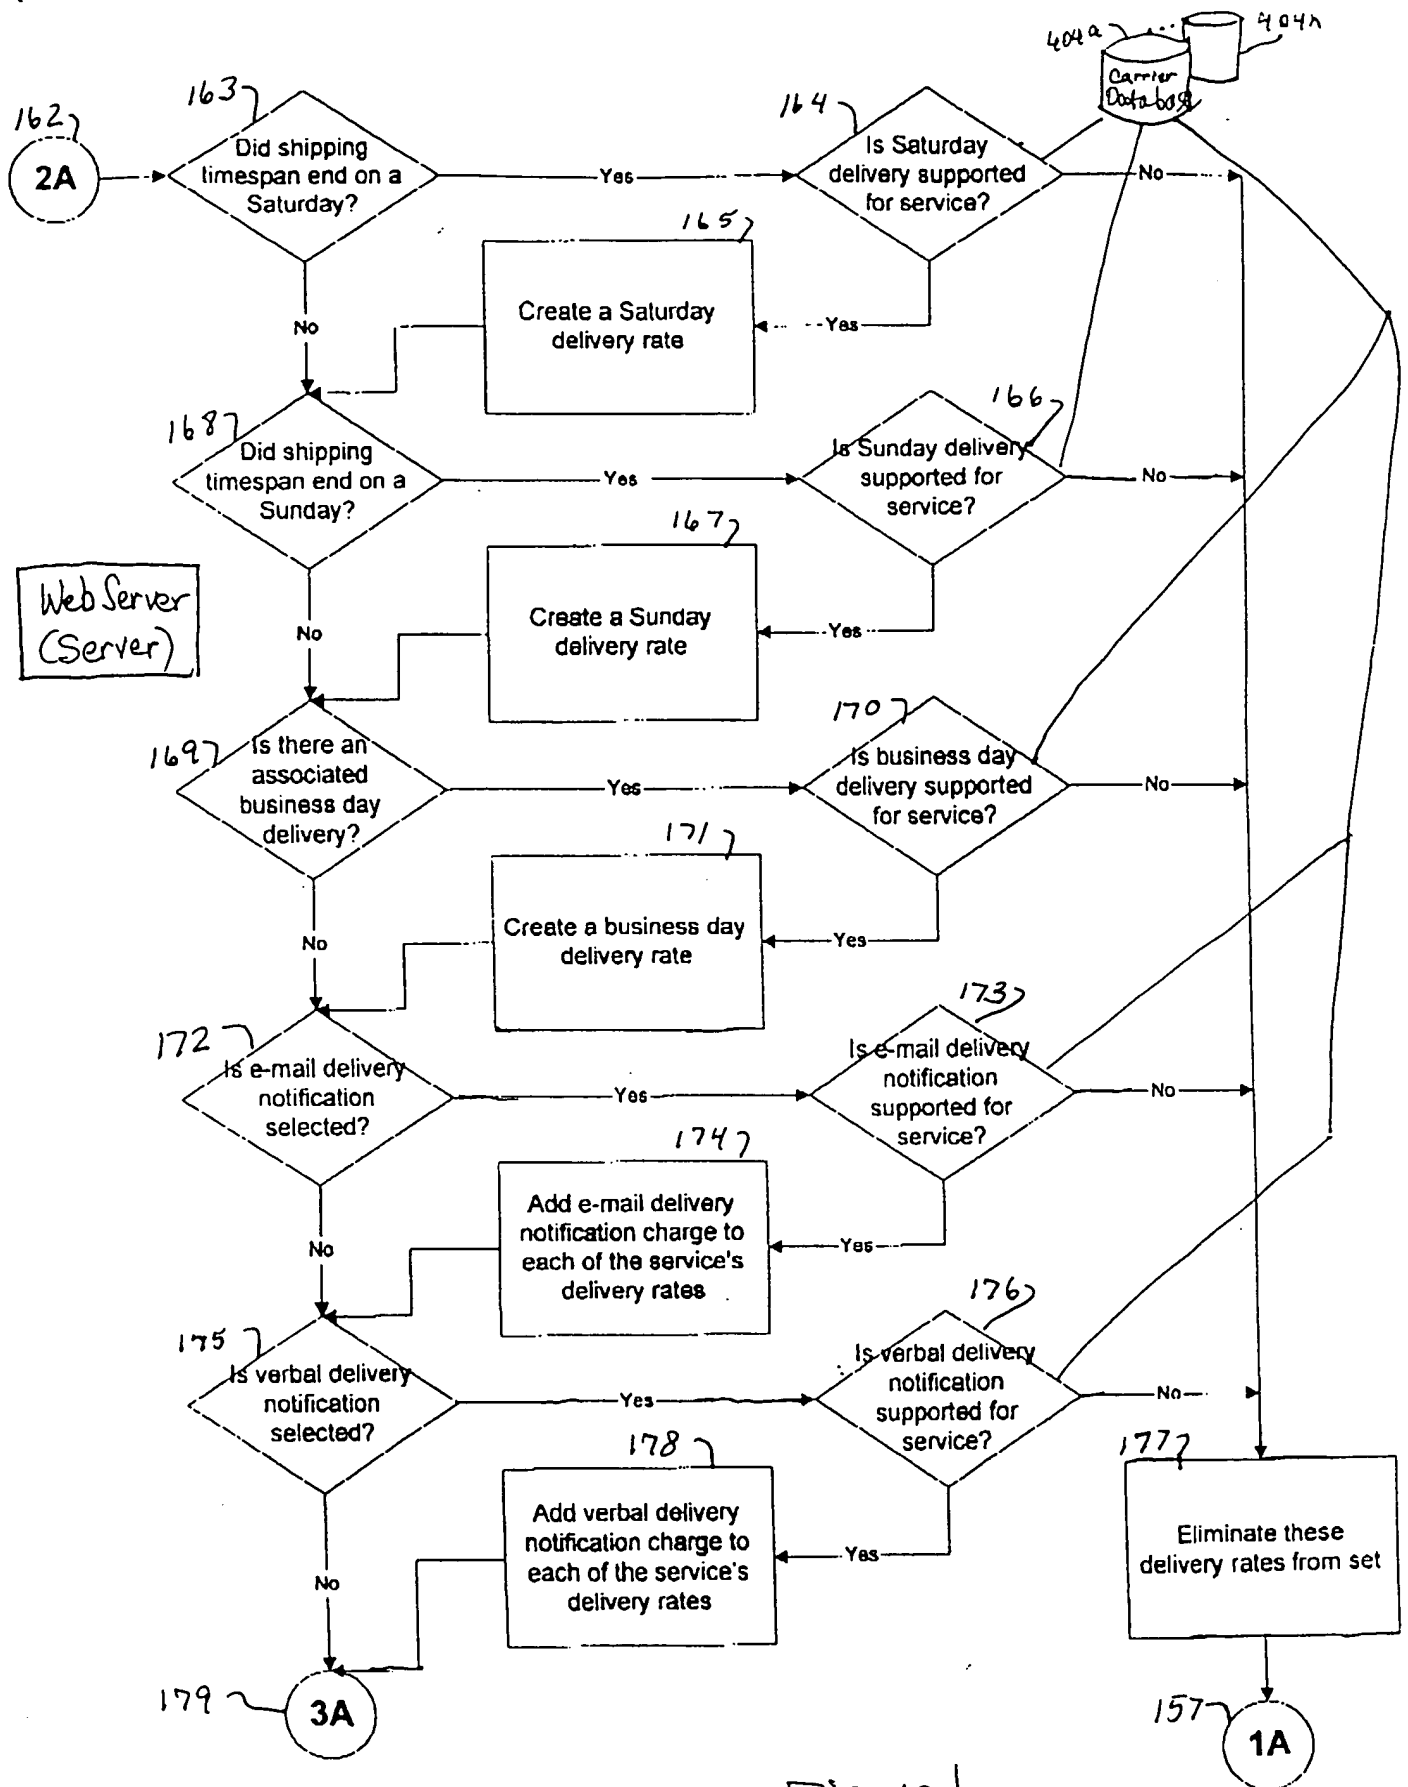 404a
404n
Carrier
Database
162
2A
163
Did shipping
timespan end on a
Saturday?
Yes
164
Is Saturday
delivery supported
for service?
No
165
Create a Saturday
delivery rate
Yes
No
168
Did shipping
timespan end on a
Sunday?
Yes
166
Is Sunday delivery
supported for
service?
No
167
Create a Sunday
delivery rate
Yes
No
Web Server
(Server)
169
Is there an
associated
business day
delivery?
Yes
170
Is business day
delivery supported
for service?
No
171
Create a business day
delivery rate
Yes
No
172
Is e-mail delivery
notification
selected?
Yes
173
Is e-mail delivery
notification
supported for
service?
No
174
Add e-mail delivery
notification charge to
each of the service's
delivery rates
Yes
No
175
Is verbal delivery
notification
selected?
Yes
176
Is verbal delivery
notification
supported for
service?
No
178
Add verbal delivery
notification charge to
each of the service's
delivery rates
Yes
No
177
Eliminate these
delivery rates from set
179
3A
157
1A